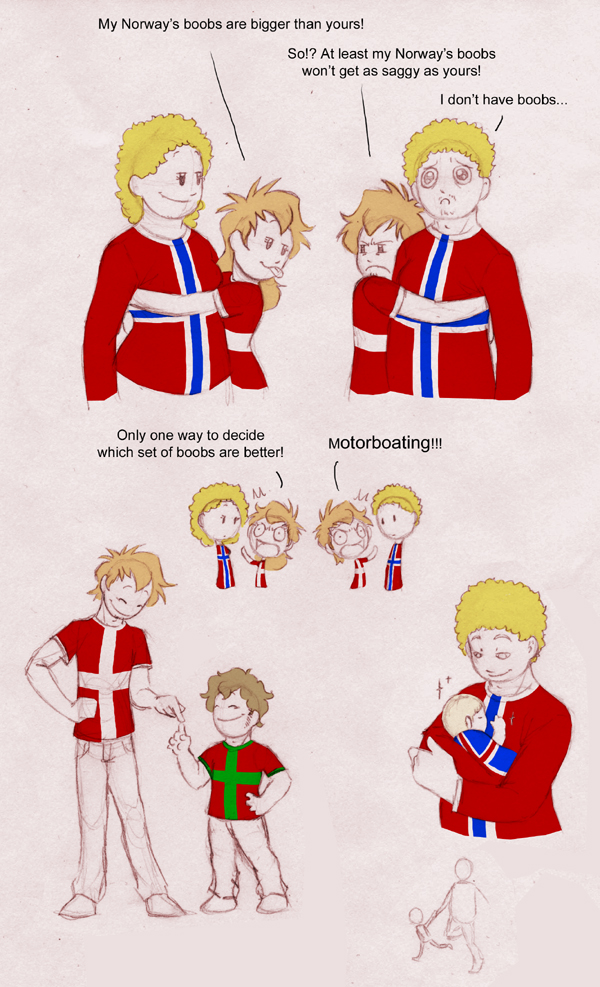 My Norway's boobs are bigger than yours!
So!? At least my Norway's boobs
won't get as saggy as yours!
I don't have boobs...
Only one way to decide
which set of boobs are better!
Motorboating!!!